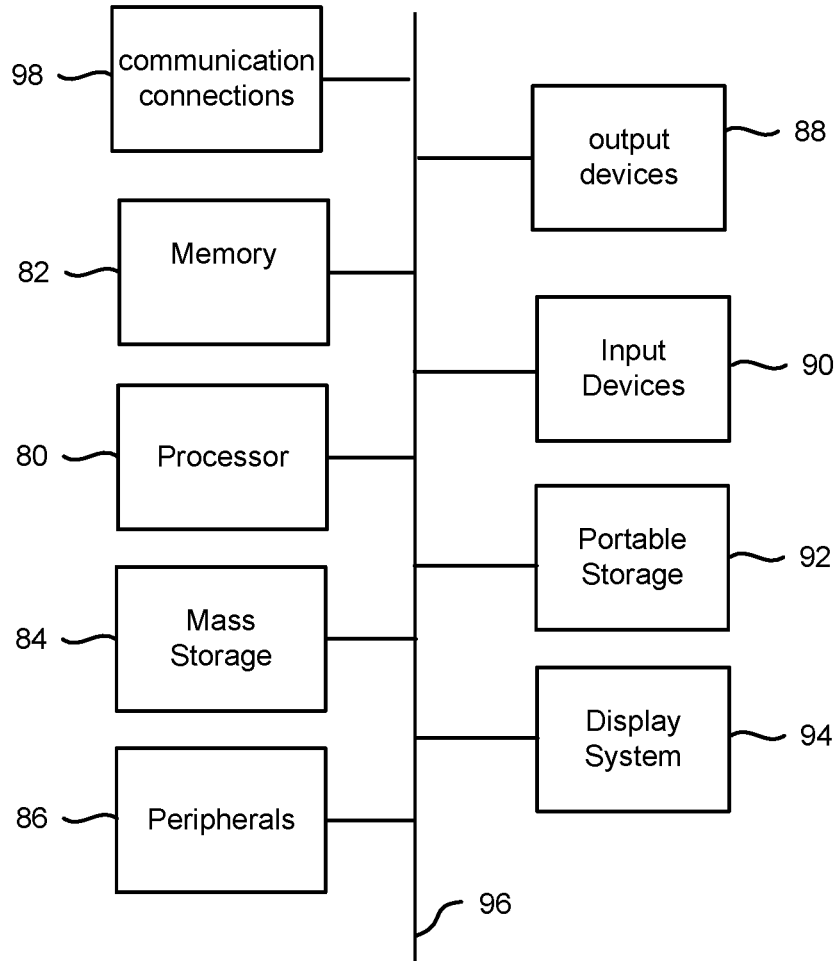 98
communication
connections
82
Memory
80
Processor
84
Mass
Storage
86
Peripherals
output
devices
88
Input
Devices
90
Portable
Storage
92
Display
System
94
96